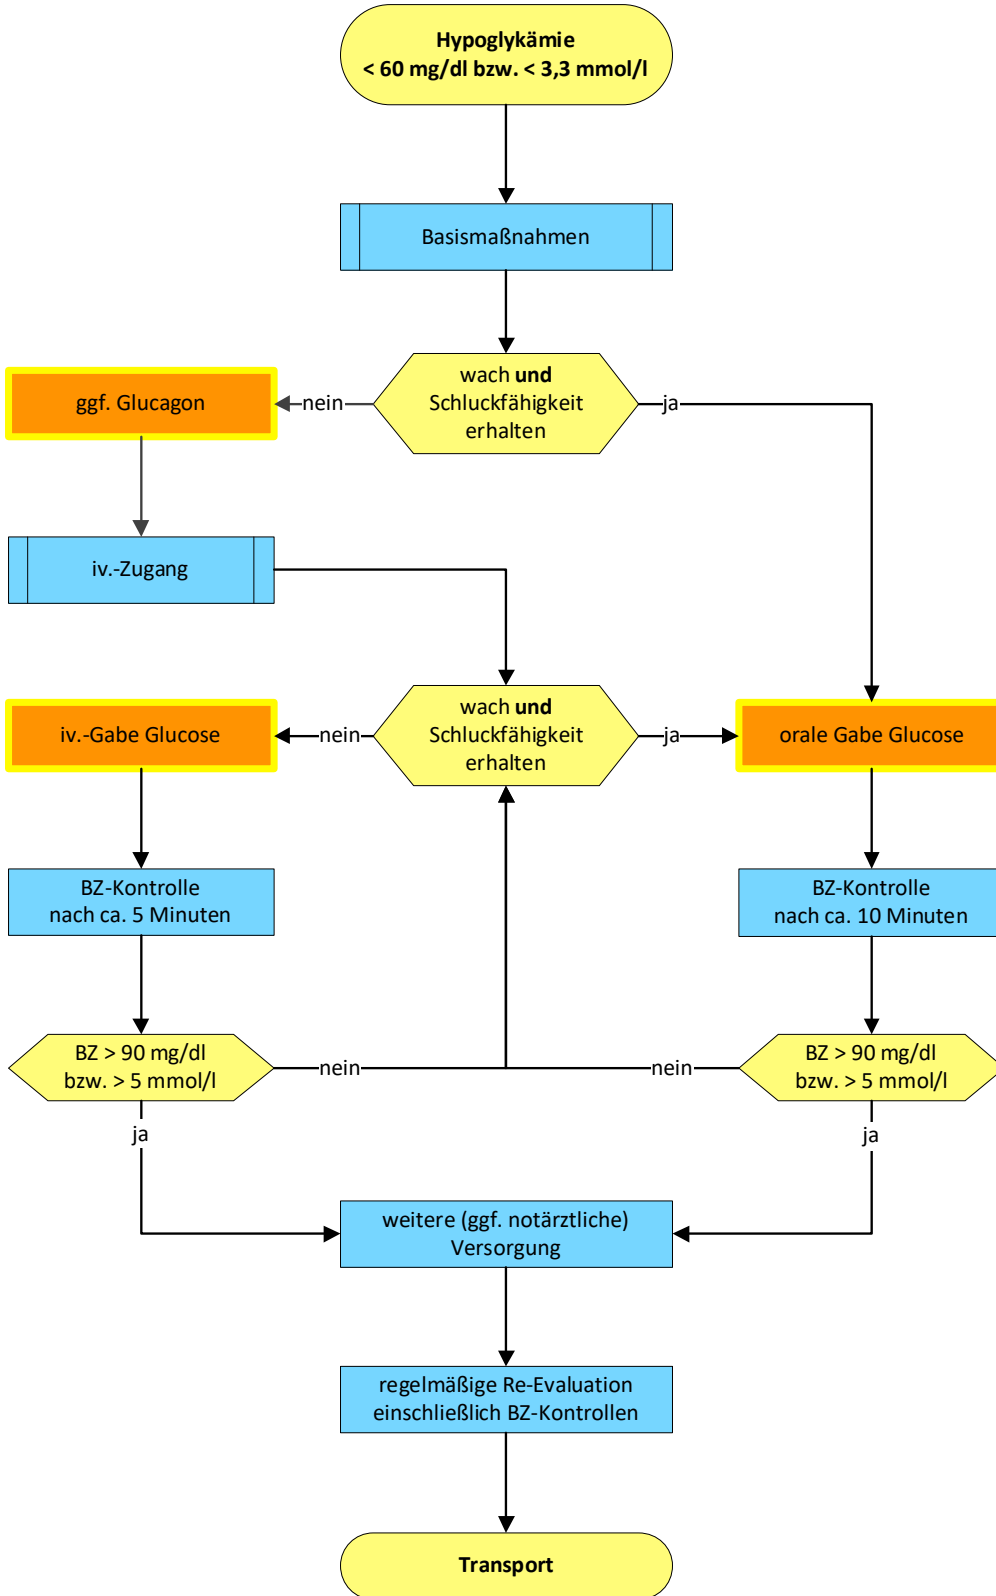 Hypoglykämie
< 60 mg/dl bzw. < 3,3 mmol/l
Basismaßnahmen
wach und
Schluckfähigkeit
erhalten
nein
ja
ggf. Glucagon
iv.-Zugang
wach und
Schluckfähigkeit
erhalten
nein
ja
iv.-Gabe Glucose
orale Gabe Glucose
BZ-Kontrolle
nach ca. 5 Minuten
BZ-Kontrolle
nach ca. 10 Minuten
BZ > 90 mg/dl
bzw. > 5 mmol/l
nein
nein
BZ > 90 mg/dl
bzw. > 5 mmol/l
ja
ja
weitere (ggf. notärztliche)
Versorgung
regelmäßige Re-Evaluation
einschließlich BZ-Kontrollen
Transport